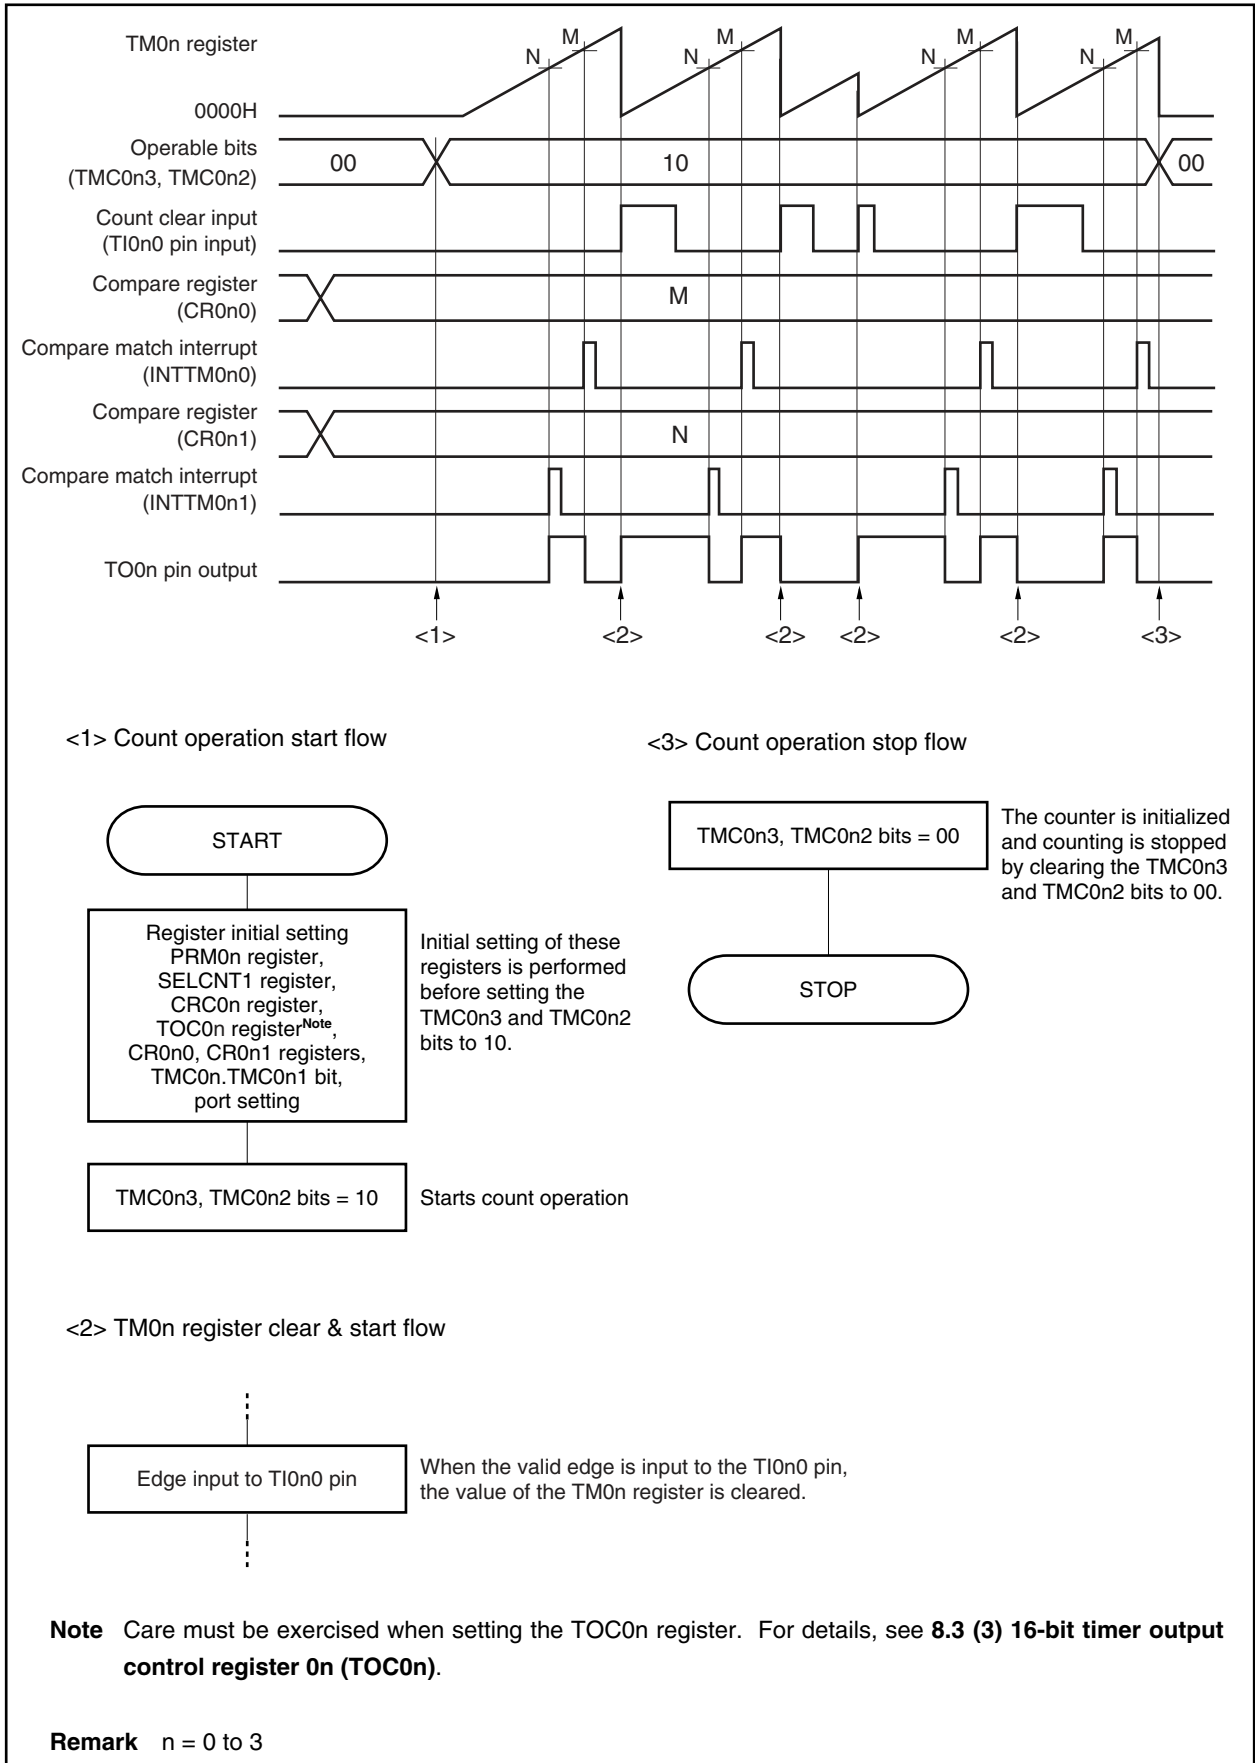 TM0n register
N M N M N M N M
0000H
Operable bits
(TMC0n3, TMC0n2)
00 10 00
Count clear input
(TI0n0 pin input)
Compare register
(CR0n0)
M
Compare match interrupt
(INTTM0n0)
Compare register
(CR0n1)
N
Compare match interrupt
(INTTM0n1)
TO0n pin output
<1> <2> <2> <2> <2> <3>
<1> Count operation start flow
START
Register initial setting
PRM0n register,
SELCNT1 register,
CRC0n register,
TOC0n registerNote,
CR0n0, CR0n1 registers,
TMC0n.TMC0n1 bit,
port setting
Initial setting of these
registers is performed
before setting the
TMC0n3 and TMC0n2
bits to 10.
TMC0n3, TMC0n2 bits = 10
Starts count operation
<3> Count operation stop flow
TMC0n3, TMC0n2 bits = 00
The counter is initialized
and counting is stopped
by clearing the TMC0n3
and TMC0n2 bits to 00.
STOP
<2> TM0n register clear & start flow
Edge input to TI0n0 pin
When the valid edge is input to the TI0n0 pin,
the value of the TM0n register is cleared.
Note Care must be exercised when setting the TOC0n register. For details, see 8.3 (3) 16-bit timer output
control register 0n (TOC0n).
Remark n = 0 to 3